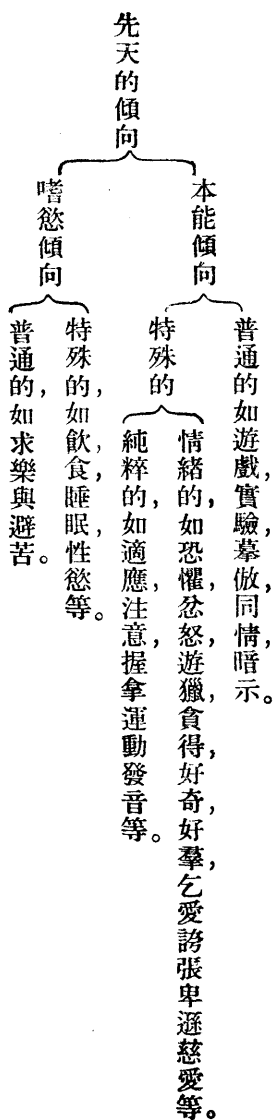 先天的傾向
本能傾向
普通的如遊戲，實驗，摹倣，同情，暗示。
特殊的
情緒的，如恐懼，忿怒，遊獵，貪得，好奇，好羣，乞愛，誇張，卑遜，慈愛等。
純粹的，如適應，注意，握拿，運動，發音等。
嗜慾傾向
特殊的，如飲食，睡眠，性慾等。
普通的，如求樂與避苦。